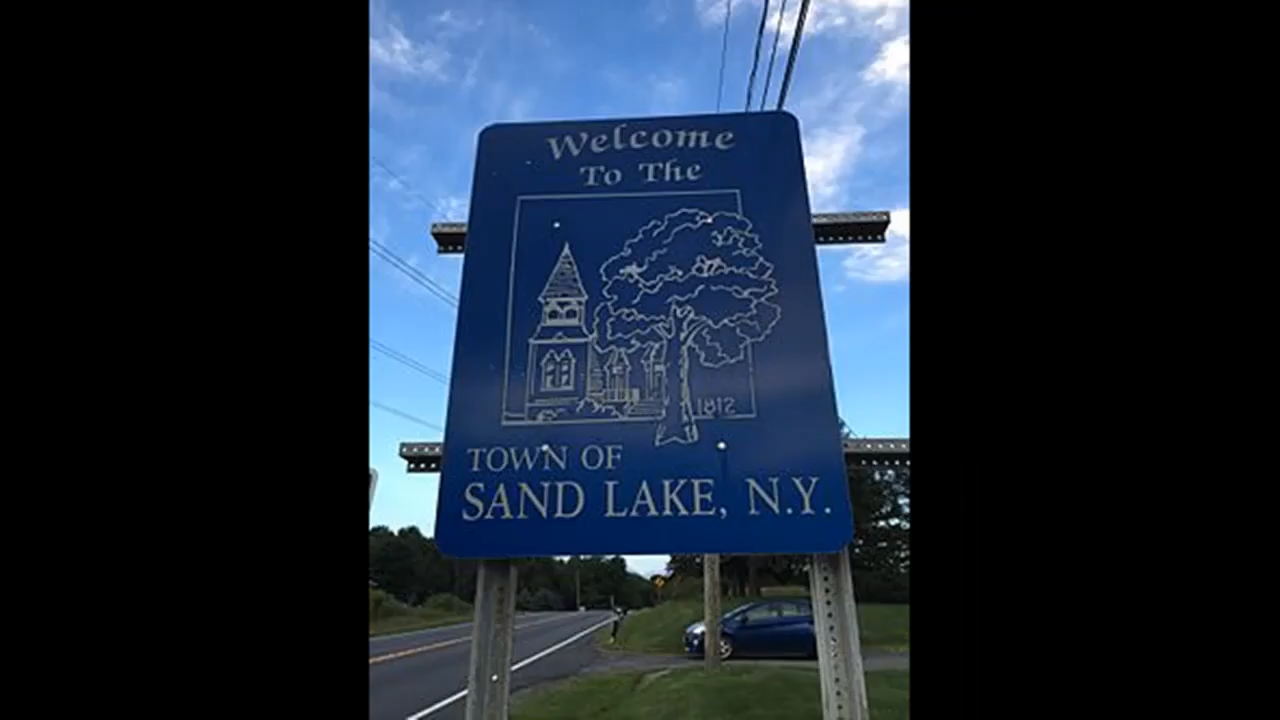 Welcome
To The
1812
TOWN OF
SAND LAKE, N.Y.